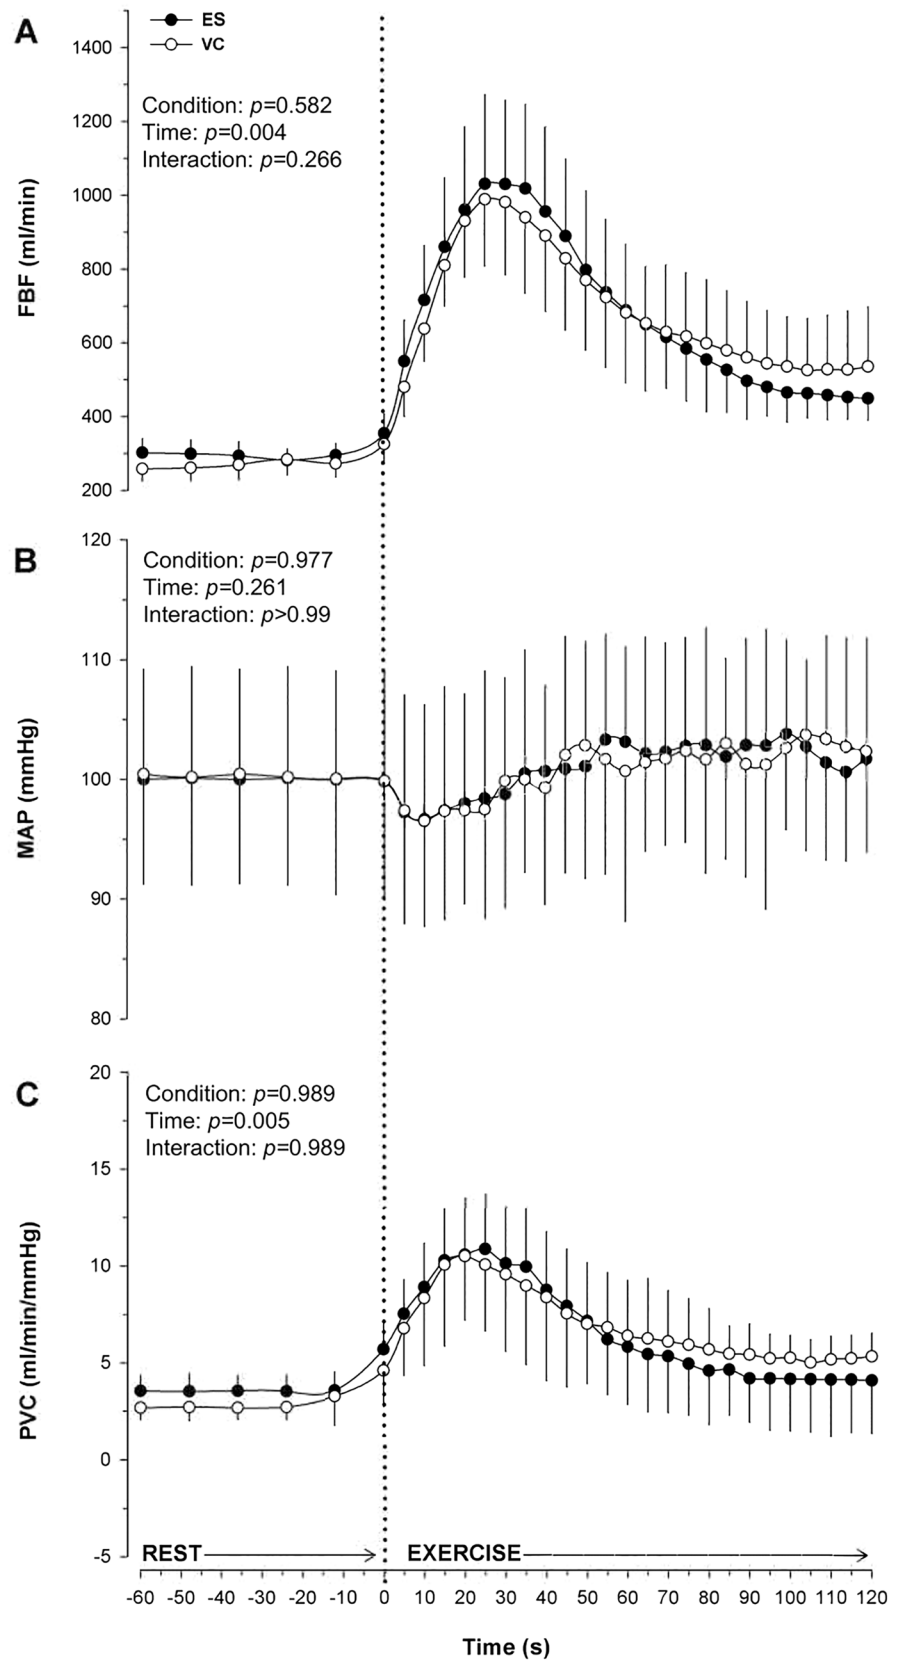 A
ES
VC
1400
1200
1000
800
600
400
200
FBF (ml/min)
Condition: p=0.582
Time: p=0.004
Interaction: p=0.266
B
120
110
100
90
80
MAP (mmHg)
Condition: p=0.977
Time: p=0.261
Interaction: p>0.99
C
20
15
10
5
0
-5
PVC (ml/min/mmHg)
Condition: p=0.989
Time: p=0.005
Interaction: p=0.989
REST
EXERCISE
-60 -50 -40 -30 -20 -10 0 10 20 30 40 50 60 70 80 90 100 110 120
Time (s)